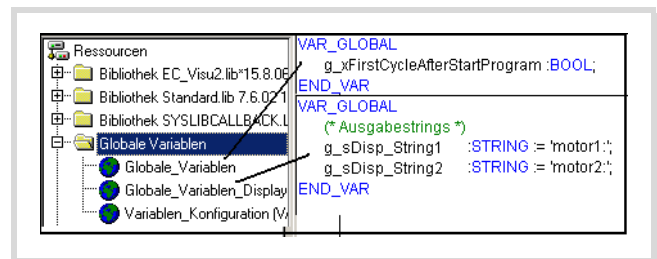 Ressourcen
Bibliothek EC_Visu2.lib*15.8.06
Bibliothek Standard.lib 7.6.02 1
Bibliothek SYSLIBCALLBACK.L
Globale Variablen
Globale_Variablen
Globale_Variablen_Display
Variablen_Konfiguration (VA
VAR_GLOBAL
g_xFirstCycleAfterStartProgram :BOOL;
END_VAR
VAR_GLOBAL
(* Ausgabestrings *)
g_sDisp_String1 :STRING := 'motor1:';
g_sDisp_String2 :STRING := 'motor2:';
END_VAR